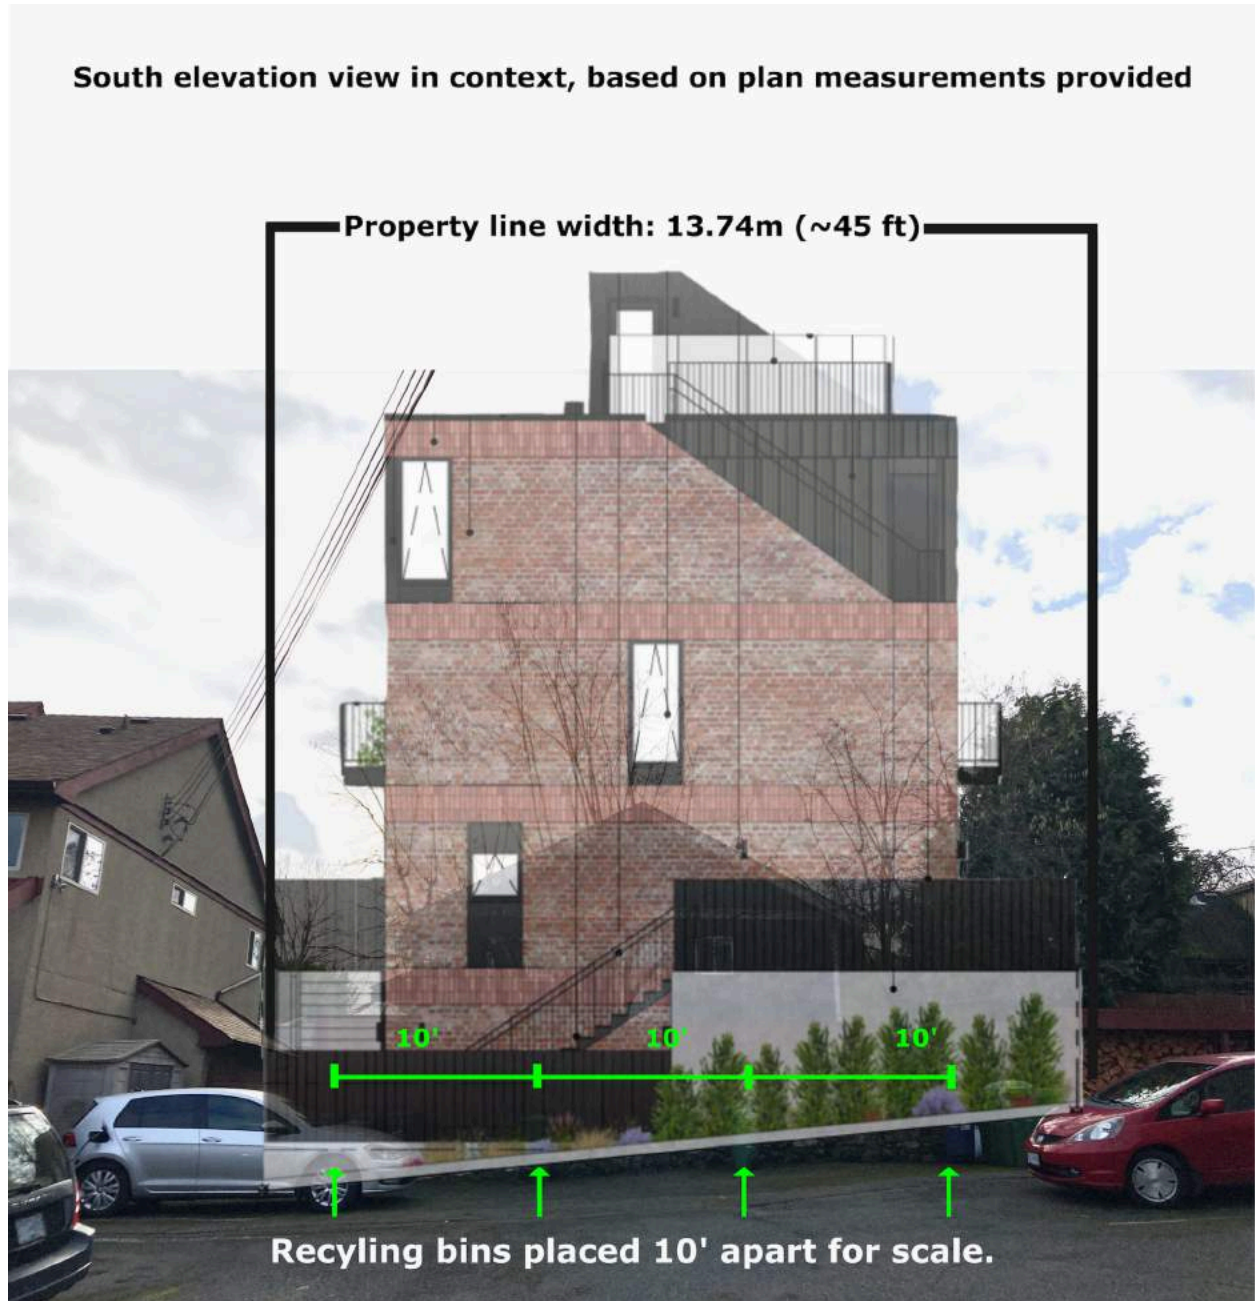 South elevation view in context, based on plan measurements provided
Property line width: 13.74m (~45 ft)
10' 10' 10'
Recyling bins placed 10' apart for scale.